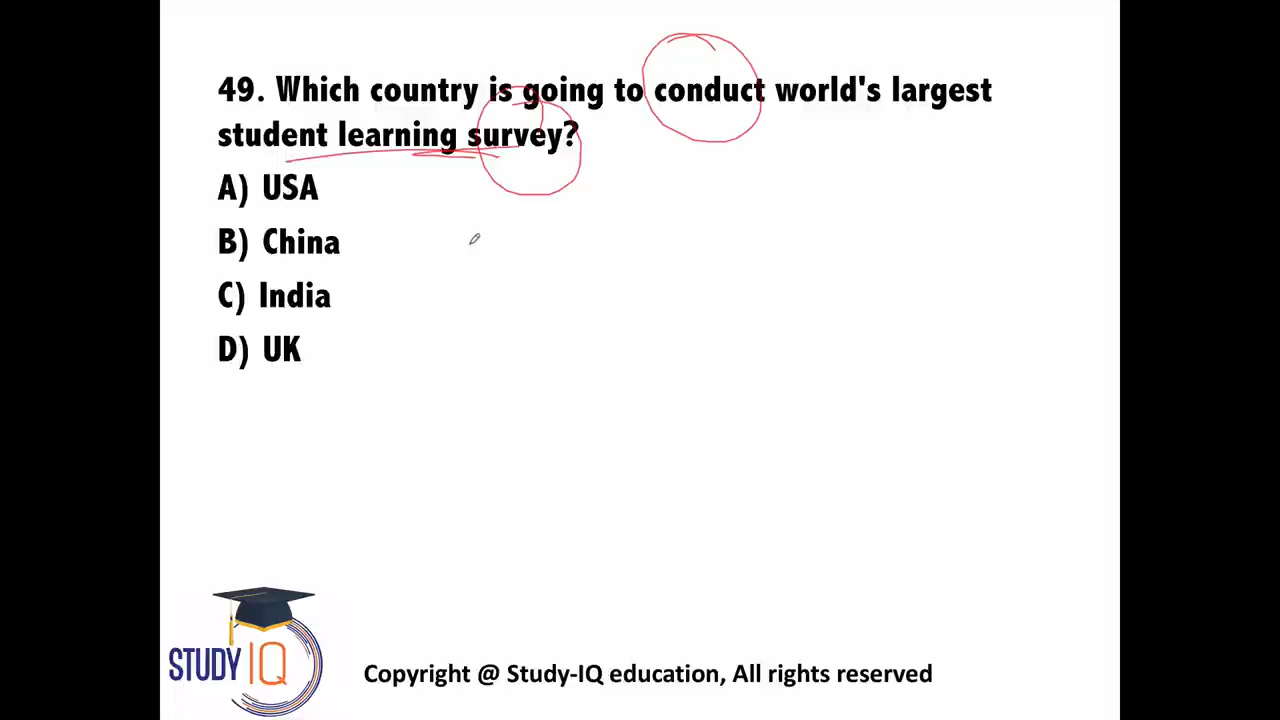 49. Which country is going to conduct world's largest
student learning survey?
A) USA
B) China
C) India
D) UK
STUDY IQ
Copyright @ Study-IQ education, All rights reserved